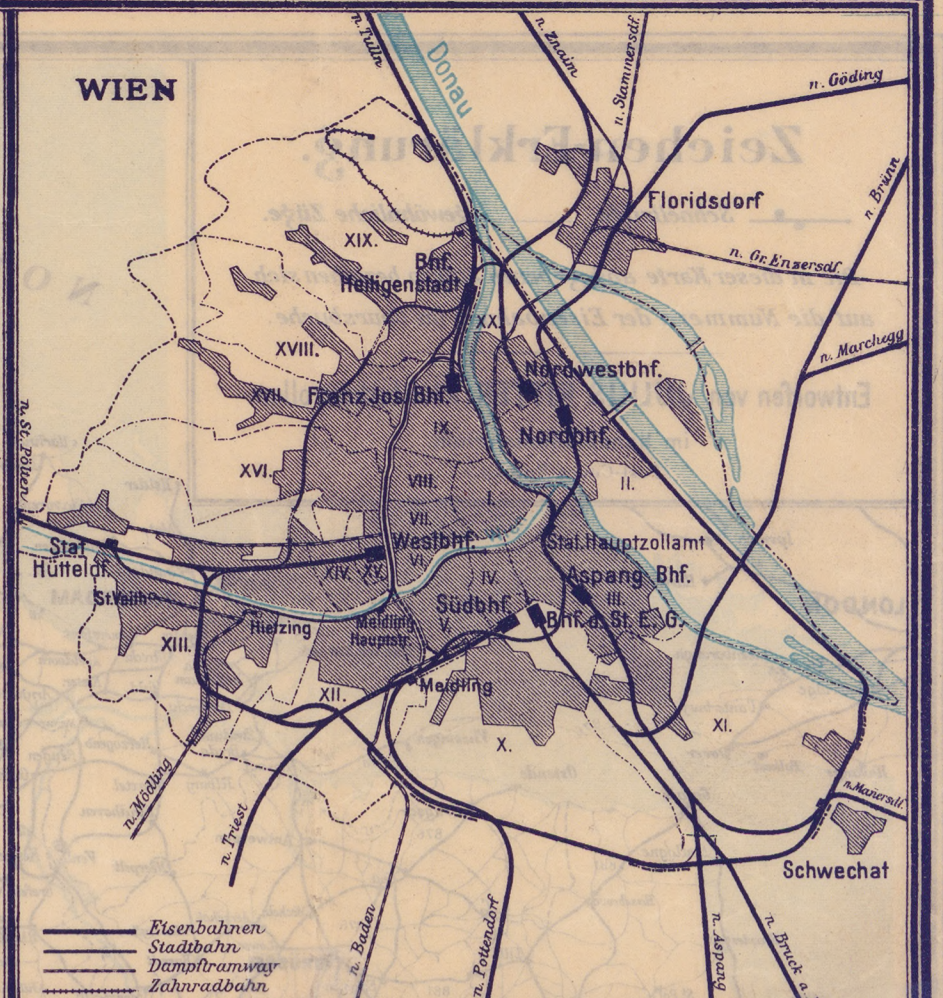 WIEN
n. Tulln
Donau
n. Znaim
n. Stammersdf.
n. Göding
n. Brünn
Floridsdorf
n. Gr. Enzersdf.
n. Marchegg
XIX.
Bhf.
Heiligenstadt
XX.
XVIII.
Nordwestbhf.
XVII.
Franz Jos. Bhf.
Nordbhf.
IX.
n. St. Pölten
XVI.
VIII.
I.
II.
VII.
Westbhf.
Stat. Hauptzollamt
VI.
Stat.
Hütteldf.
XIV.
XV.
IV.
Aspang Bhf.
III.
St. Veith
Südbhf.
Bhf. d. St. E. G.
V.
Hietzing
Meidling
Hauptstr.
XIII.
Meidling
XII.
X.
XI.
n. Mödling
n. Triest
n. Manersdf.
Schwechat
n. Baden
n. Pottendorf
n. Aspang
n. Bruck a.
Eisenbahnen
Stadtbahn
Dampftramway
Zahnradbahn